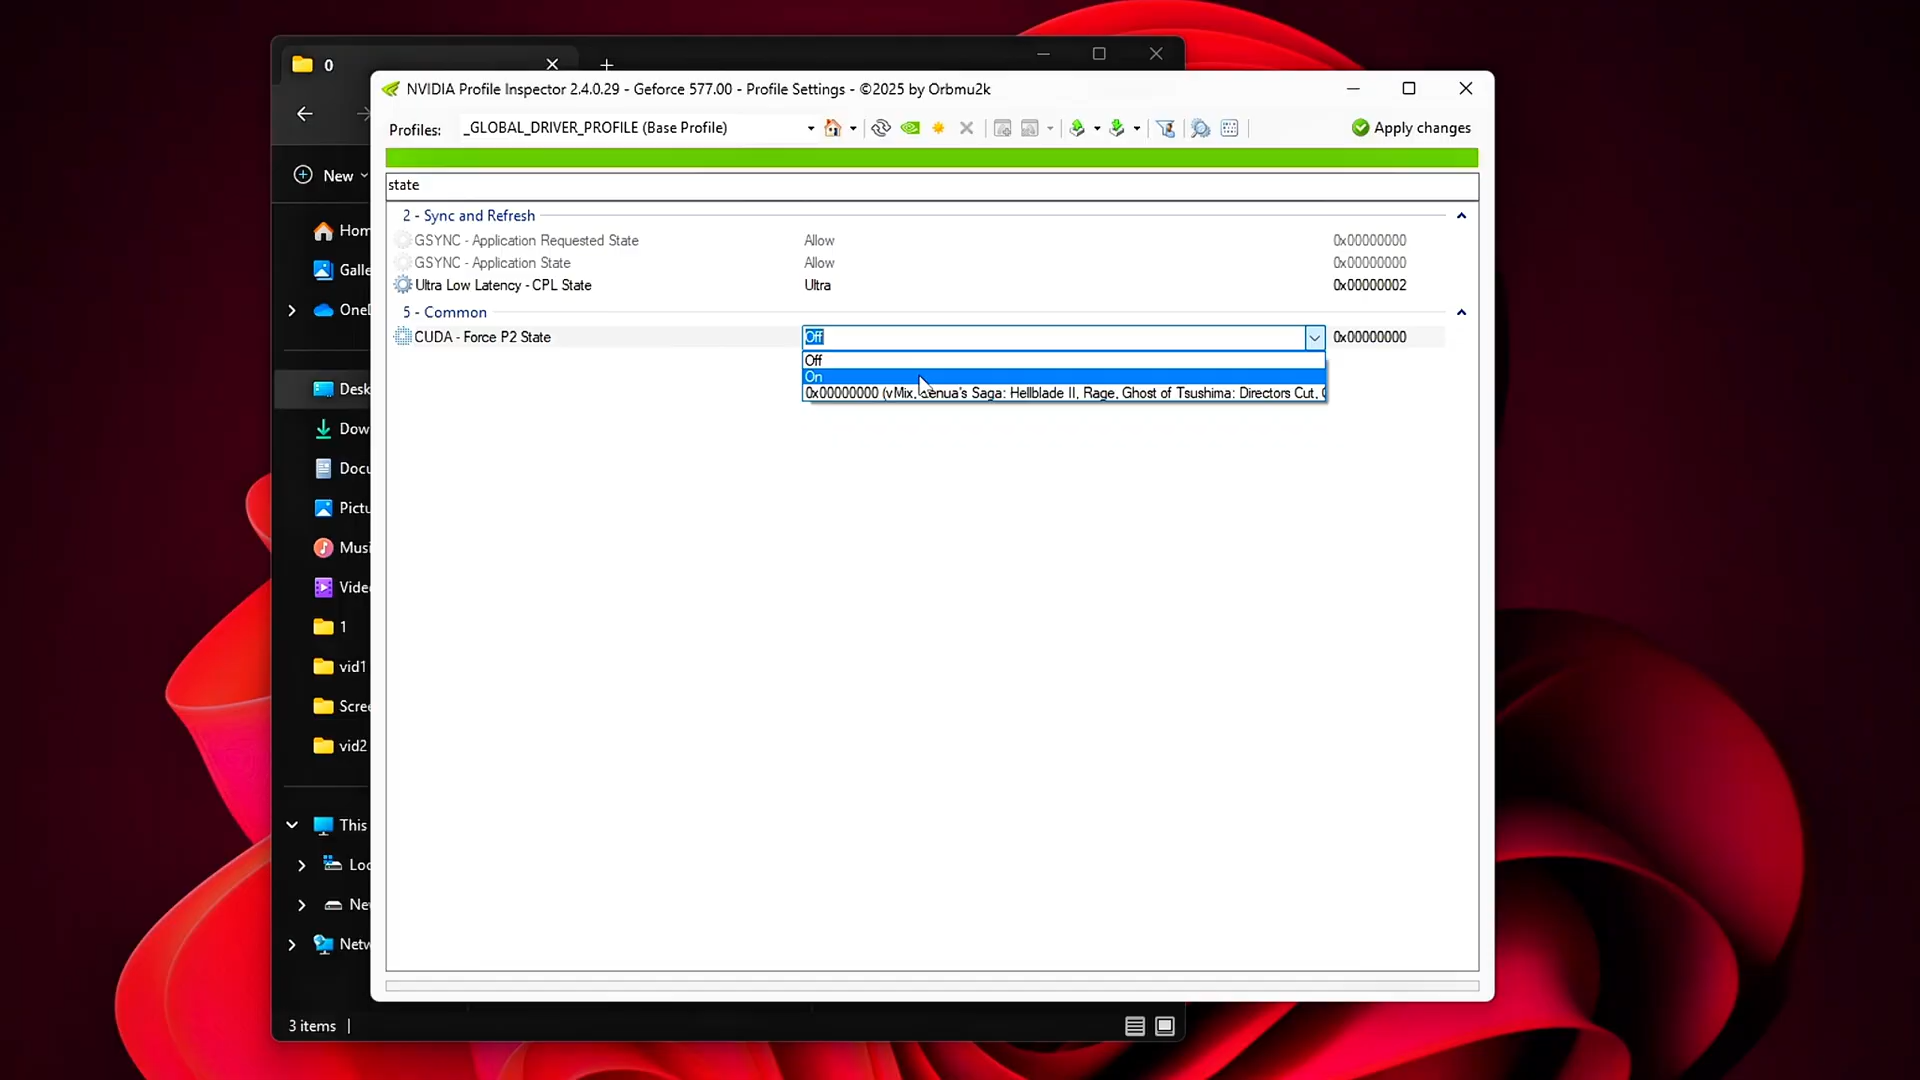 0
NVIDIA Profile Inspector 2.4.0.29 - Geforce 577.00 - Profile Settings - ©2025 by Orbmu2k
Profiles: _GLOBAL_DRIVER_PROFILE (Base Profile) Apply changes
New
state
2 - Sync and Refresh
GSYNC - Application Requested State Allow 0x00000000
GSYNC - Application State Allow 0x00000000
Ultra Low Latency - CPL State Ultra 0x00000002
5 - Common
CUDA - Force P2 State Off 0x00000000
Off
On
0x00000000 (vMix, Senua's Saga: Hellblade II, Rage, Ghost of Tsushima: Directors Cut,
Hom
Galle
OneD
Desk
Dow
Docu
Pictu
Musi
Vide
1
vid1
Scree
vid2
This
Loc
Ne
Netw
3 items